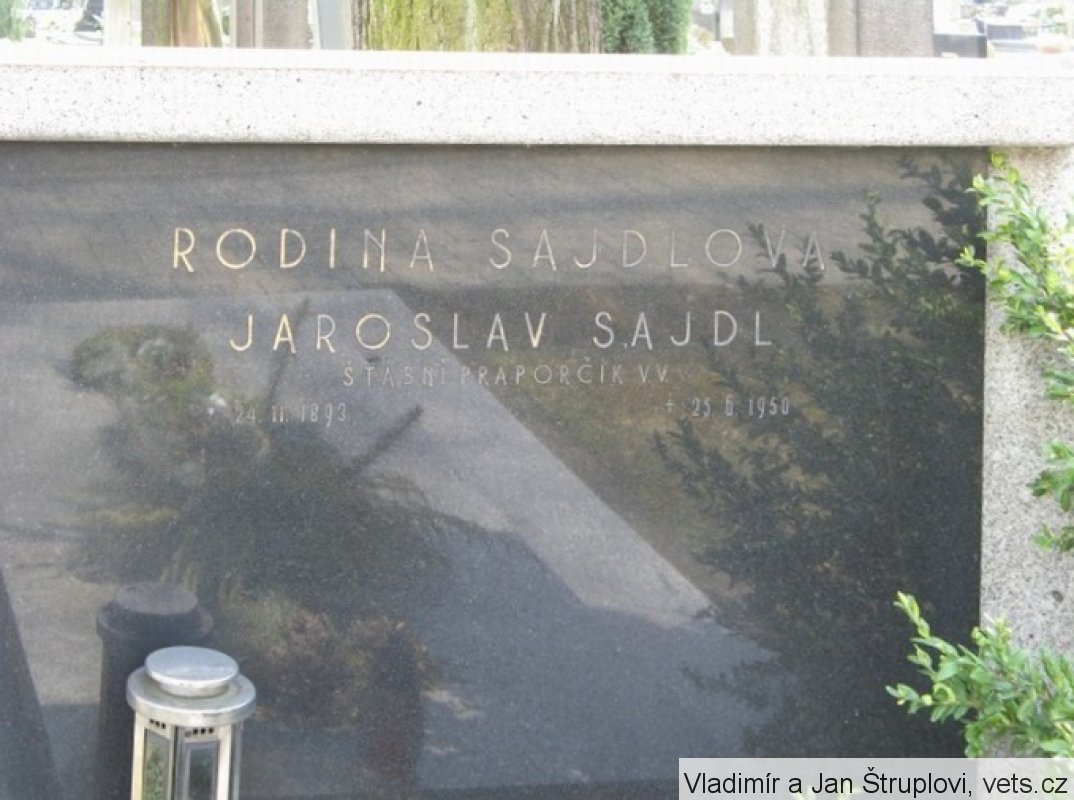 RODINA SAJDLOVA
JAROSLAV SAJDL
ŠTÁBNÍ PRAPORČÍK VV.
* 24. 11. 1893 † 25. 6. 1950
Vladimír a Jan Štruplovi, vets.cz